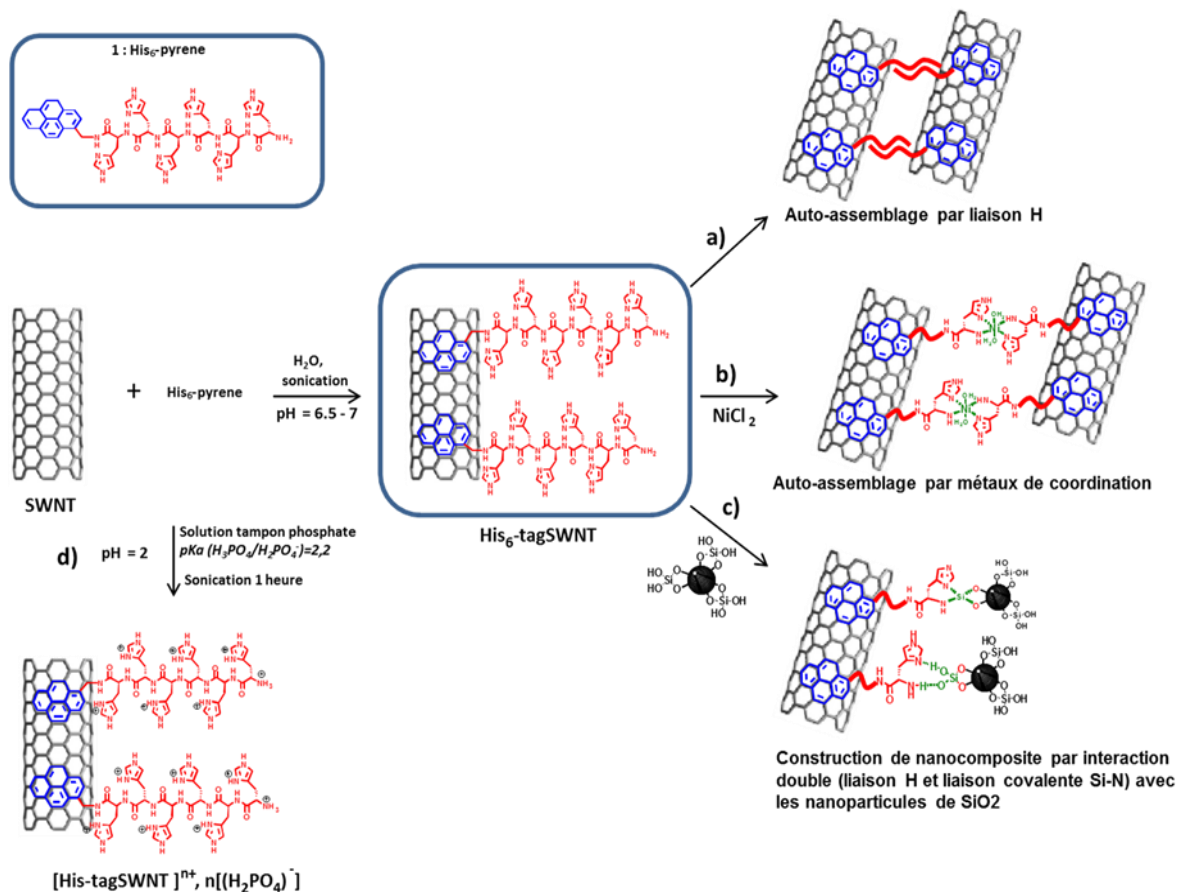 1 : His₆-pyrene
Auto-assemblage par liaison H
a)
SWNT
+
His₆-pyrene
H₂O,
sonication
pH = 6.5 - 7
His₆-tagSWNT
b)
NiCl₂
Auto-assemblage par métaux de coordination
c)
d)
pH = 2
Solution tampon phosphate
pKa (H₃PO₄/H₂PO₄⁻)=2,2
Sonication 1 heure
[His-tagSWNT ]ⁿ⁺, n[(H₂PO₄)⁻]
Construction de nanocomposite par interaction
double (liaison H et liaison covalente Si-N) avec
les nanoparticules de SiO2